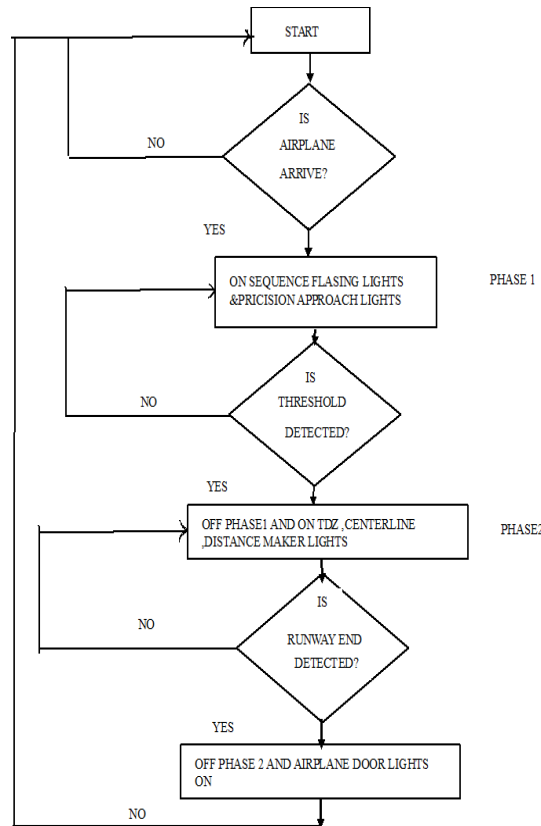 START
IS
AIRPLANE
ARRIVE?
NO
YES
ON SEQUENCE FLASING LIGHTS
&PRICISION APPROACH LIGHTS
PHASE 1
IS
THRESHOLD
DETECTED?
NO
YES
OFF PHASE1 AND ON TDZ ,CENTERLINE
,DISTANCE MAKER LIGHTS
PHASE2
IS
RUNWAY END
DETECTED?
NO
YES
OFF PHASE 2 AND AIRPLANE DOOR LIGHTS
ON
NO